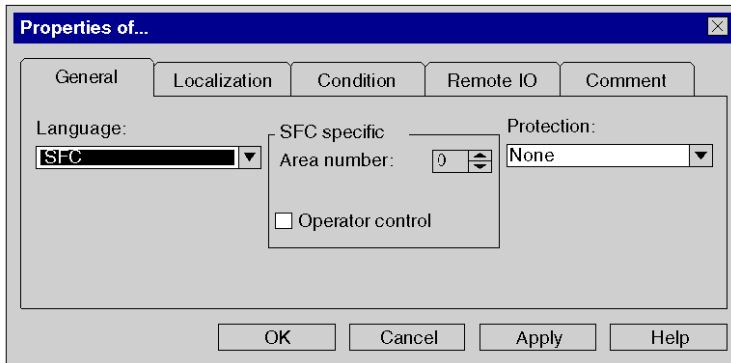 Properties of...
General Localization Condition Remote IO Comment
Language: SFC specific Protection:
SFC Area number: 0 None
Operator control
OK Cancel Apply Help